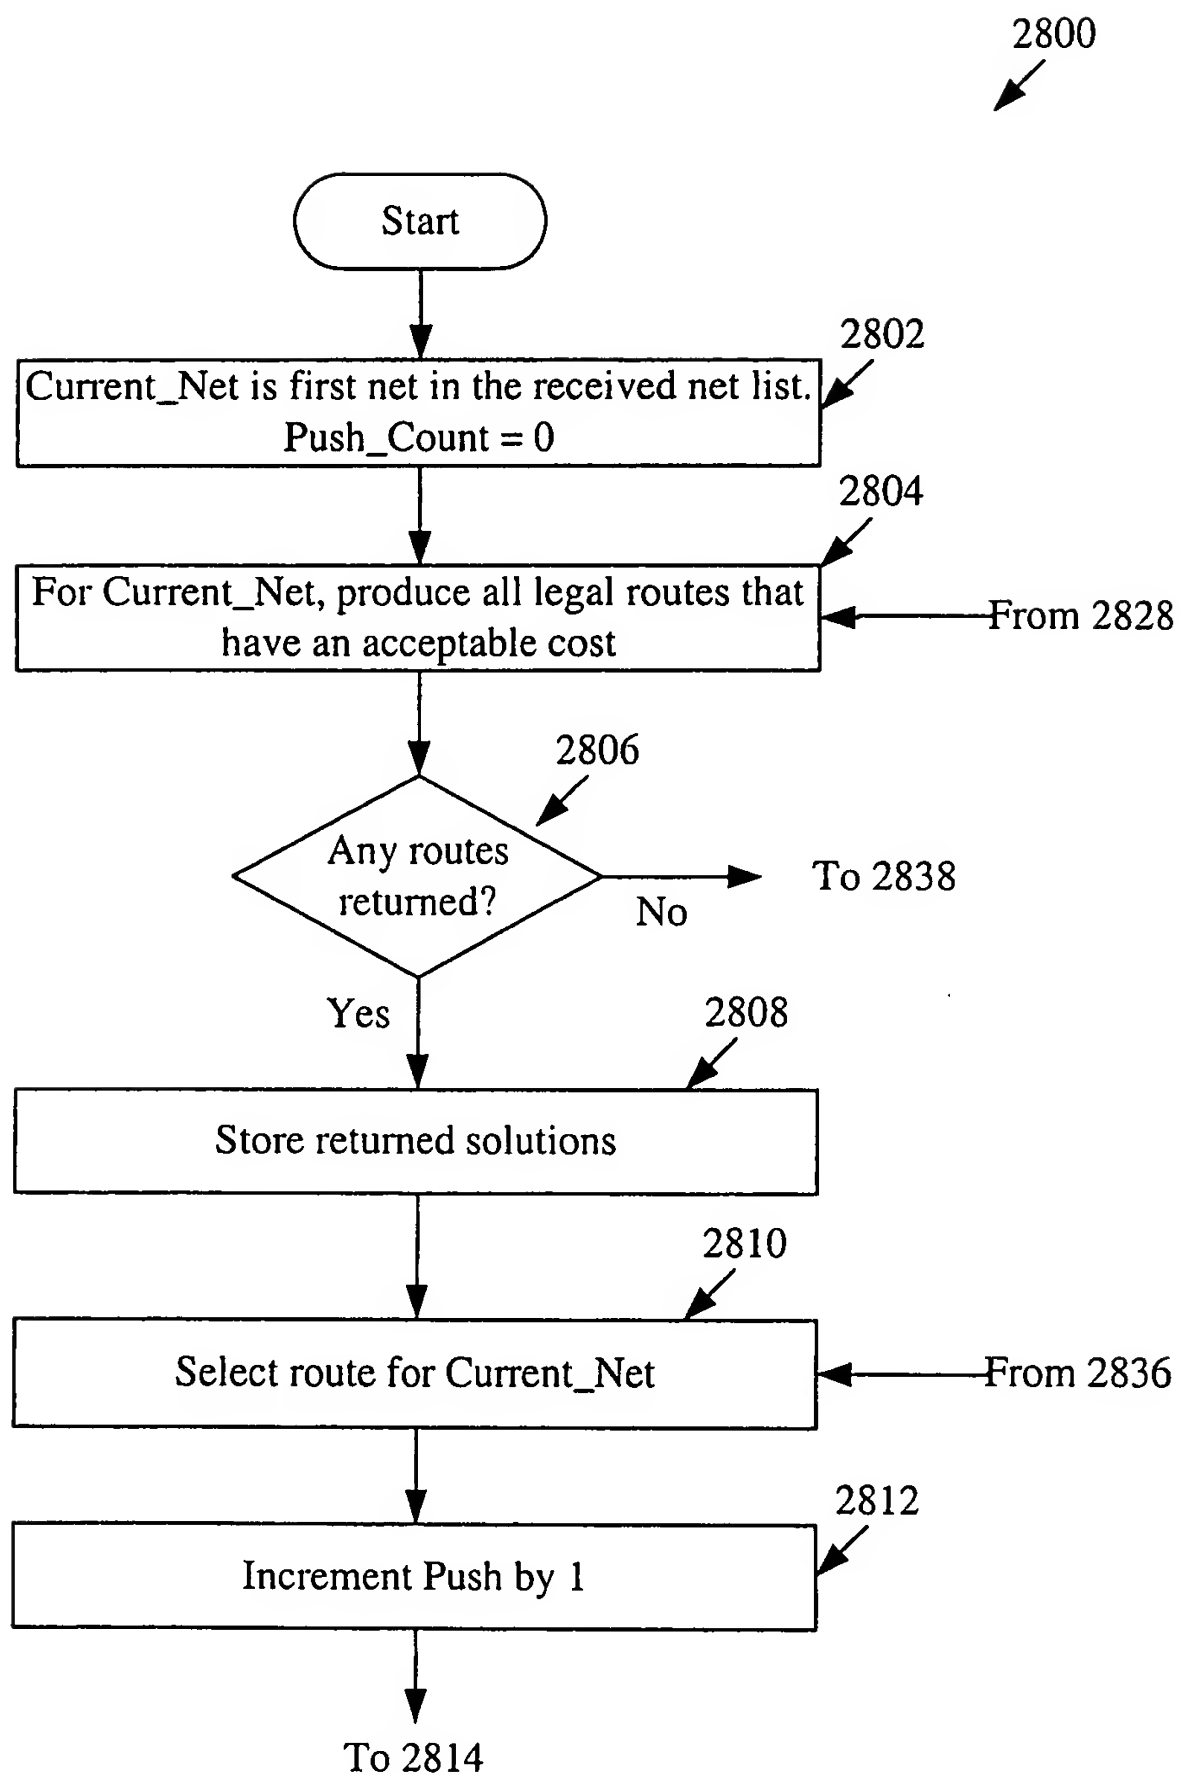 2800
Start
2802
Current_Net is first net in the received net list.
Push_Count = 0
2804
For Current_Net, produce all legal routes that
have an acceptable cost
From 2828
2806
Any routes
returned?
No
To 2838
Yes
2808
Store returned solutions
2810
Select route for Current_Net
From 2836
2812
Increment Push by 1
To 2814